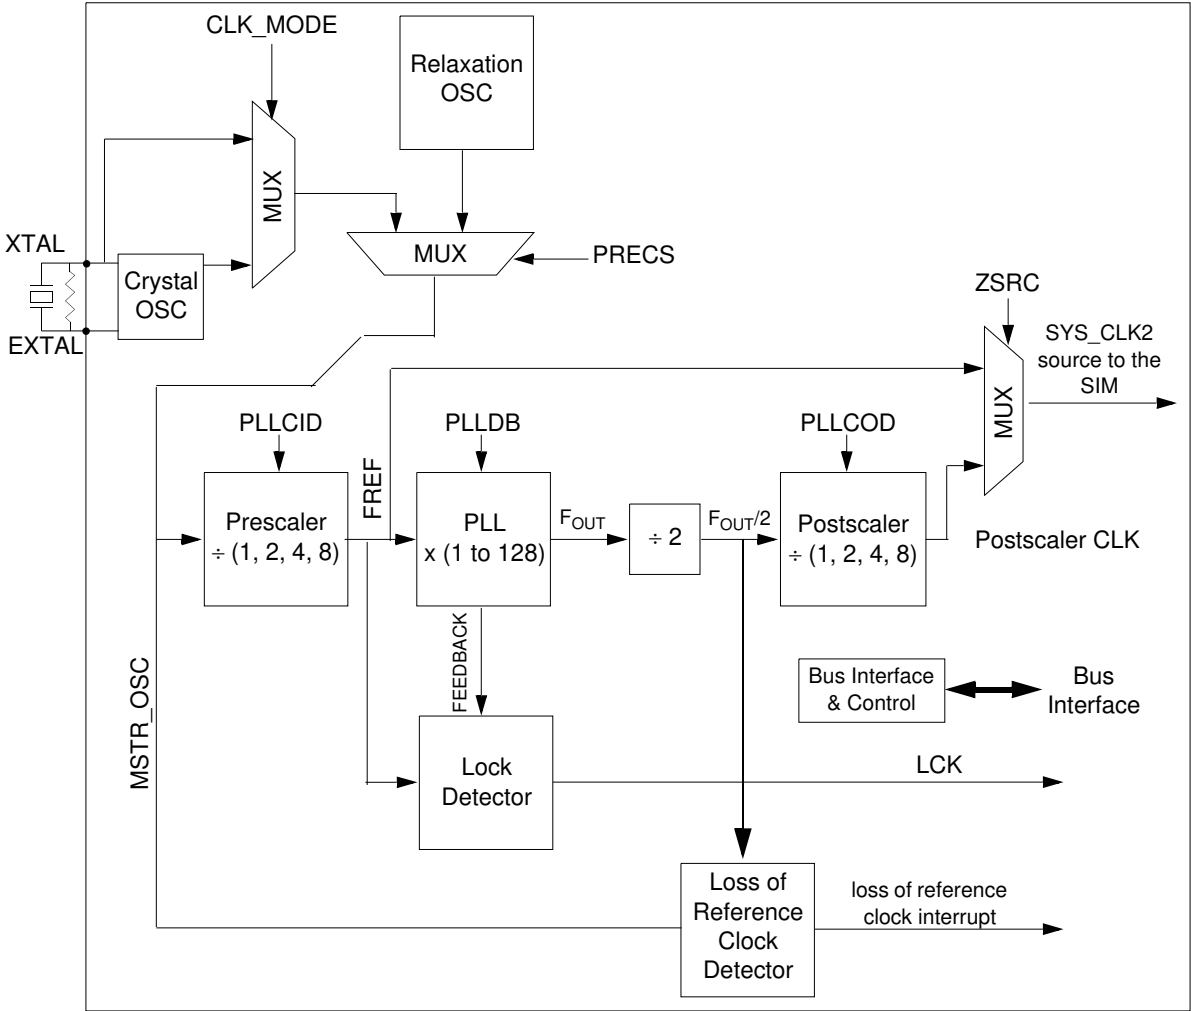 CLK_MODE
Relaxation
OSC
MUX
XTAL
MUX
PRECS
Crystal
OSC
EXTAL
ZSRC
SYS_CLK2
source to the
SIM
MUX
PLLCID
PLLDB
PLLCOD
FREF
Prescaler
÷ (1, 2, 4, 8)
PLL
x (1 to 128)
FOUT
÷ 2
FOUT/2
Postscaler
÷ (1, 2, 4, 8)
Postscaler CLK
FEEDBACK
MSTR_OSC
Bus Interface
& Control
Bus
Interface
Lock
Detector
LCK
Loss of
Reference
Clock
Detector
loss of reference
clock interrupt